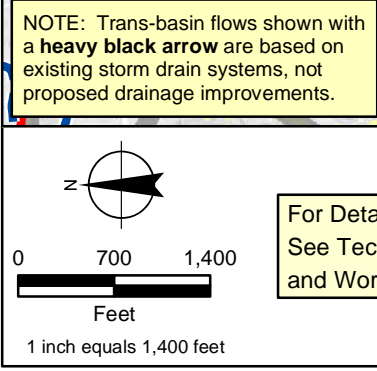 NOTE: Trans-basin flows shown with
a heavy black arrow are based on
existing storm drain systems, not
proposed drainage improvements.
N
0 700 1,400
Feet
1 inch equals 1,400 feet
For Deta
See Tec
and Wor